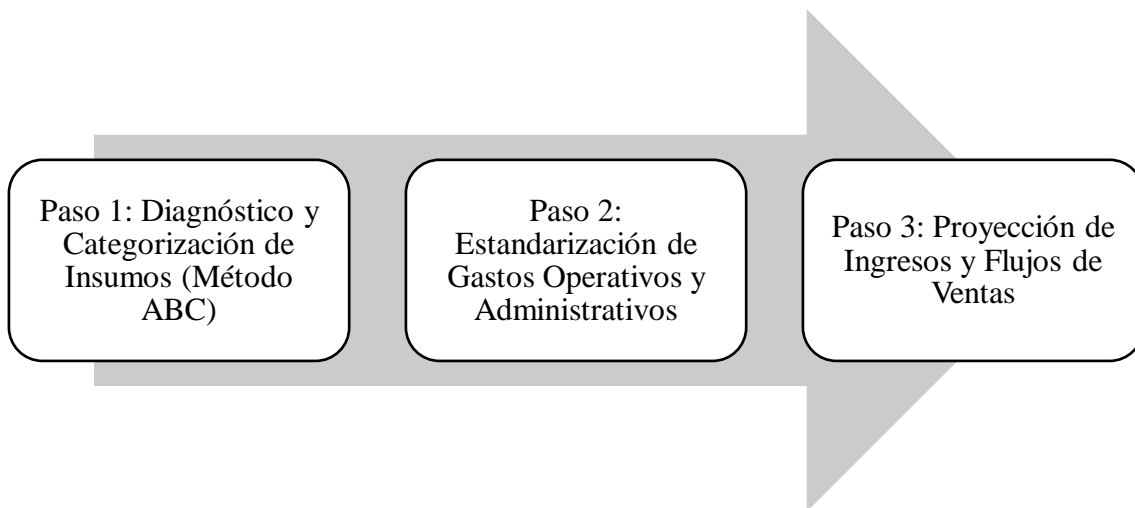 Paso 1: Diagnóstico y
Categorización de
Insumos (Método
ABC)
Paso 2:
Estandarización de
Gastos Operativos y
Administrativos
Paso 3: Proyección de
Ingresos y Flujos de
Ventas